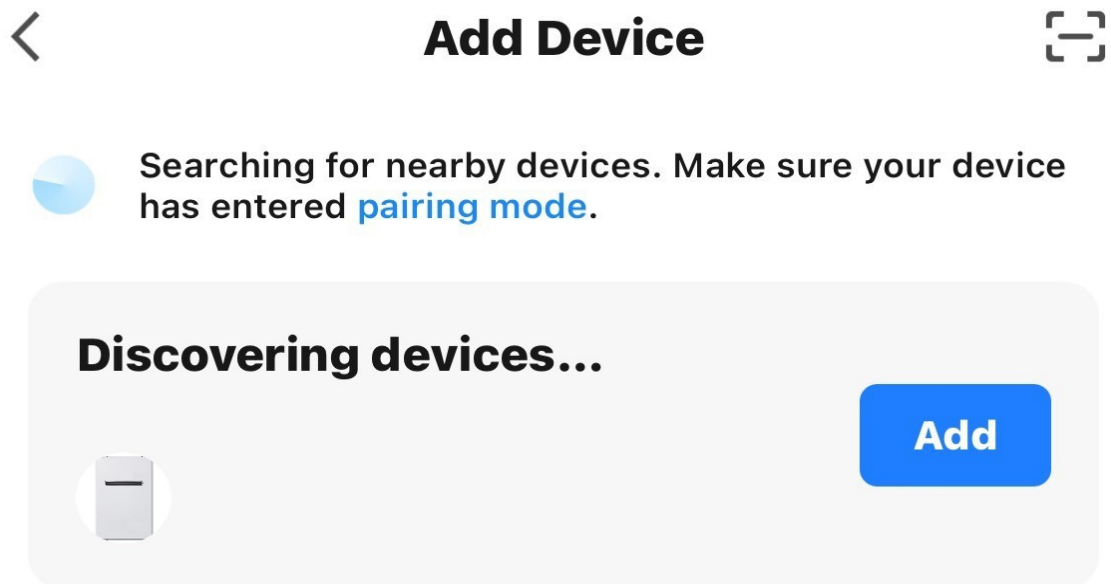 Add Device
Searching for nearby devices. Make sure your device
has entered pairing mode.
Discovering devices...
Add